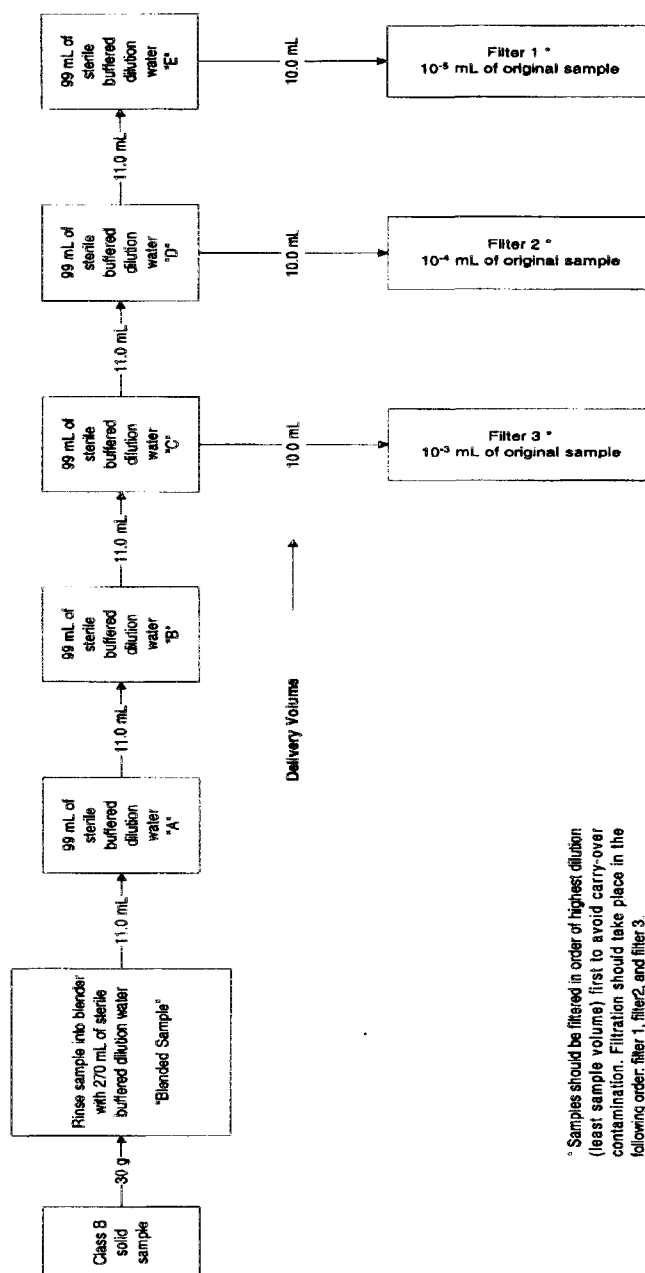 Class B
solid
sample
30 g
Rinse sample into blender
with 270 mL of sterile
buffered dilution water
"Blended Sample"
11.0 mL
99 mL of
sterile
buffered
dilution
water
"A"
11.0 mL
99 mL of
sterile
buffered
dilution
water
"B"
11.0 mL
99 mL of
sterile
buffered
dilution
water
"C"
11.0 mL
99 mL of
sterile
buffered
dilution
water
"D"
11.0 mL
99 mL of
sterile
buffered
dilution
water
"E"
Delivery Volume
10.0 mL
10.0 mL
10.0 mL
Filter 3 *
10⁻³ mL of original sample
Filter 2 *
10⁻⁴ mL of original sample
Filter 1 *
10⁻⁵ mL of original sample
* Samples should be filtered in order of highest dilution
(least sample volume) first to avoid carry-over
contamination. Filtration should take place in the
following order: filter 1, filter2, and filter 3.